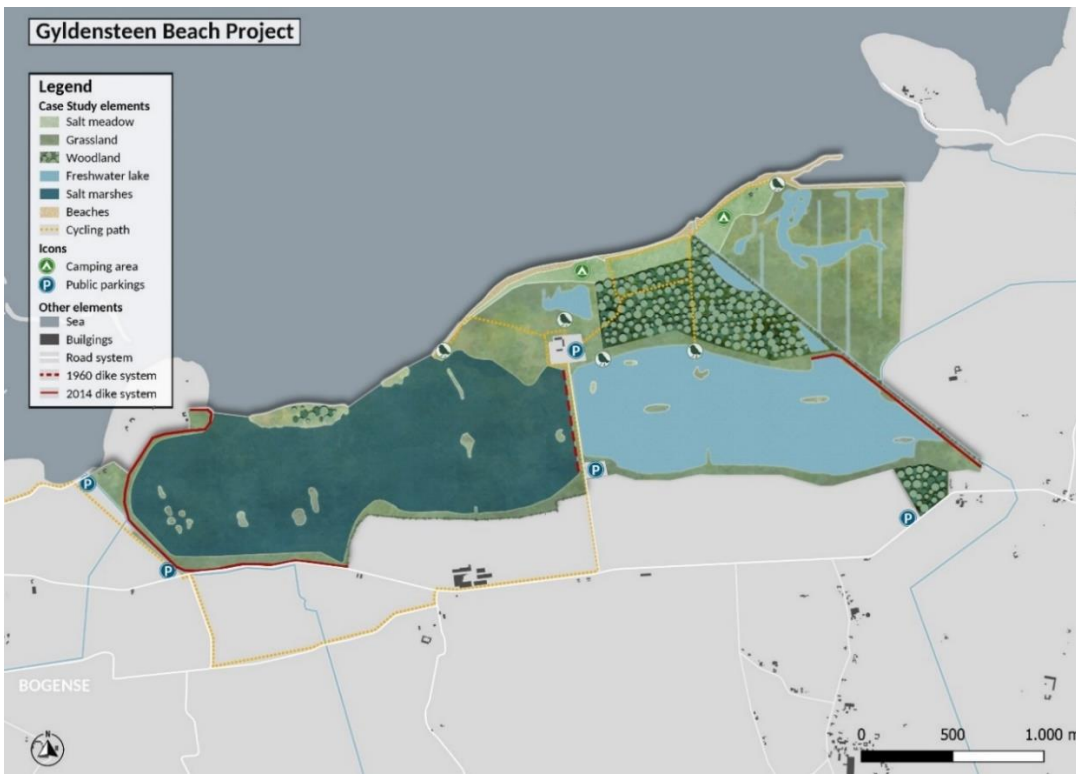 Gyldensteen Beach Project
Legend
Case Study elements
Salt meadow
Grassland
Woodland
Freshwater lake
Salt marshes
Beaches
Cycling path
Icons
Camping area
P Public parkings
Other elements
Sea
Builgings
Road system
1960 dike system
2014 dike system
P
P
P
P
P
BOGENSE
N
0 500 1.000 m